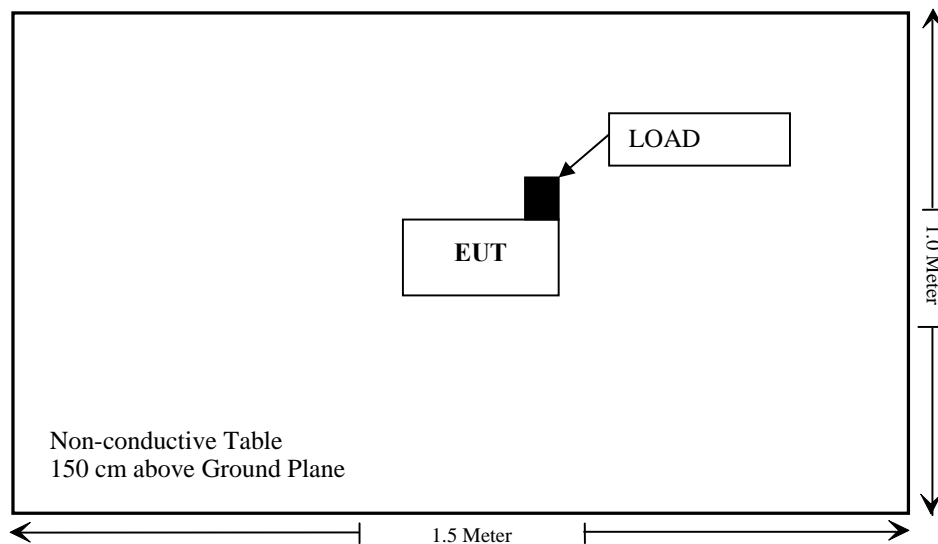 LOAD
EUT
1.0 Meter
Non-conductive Table
150 cm above Ground Plane
1.5 Meter